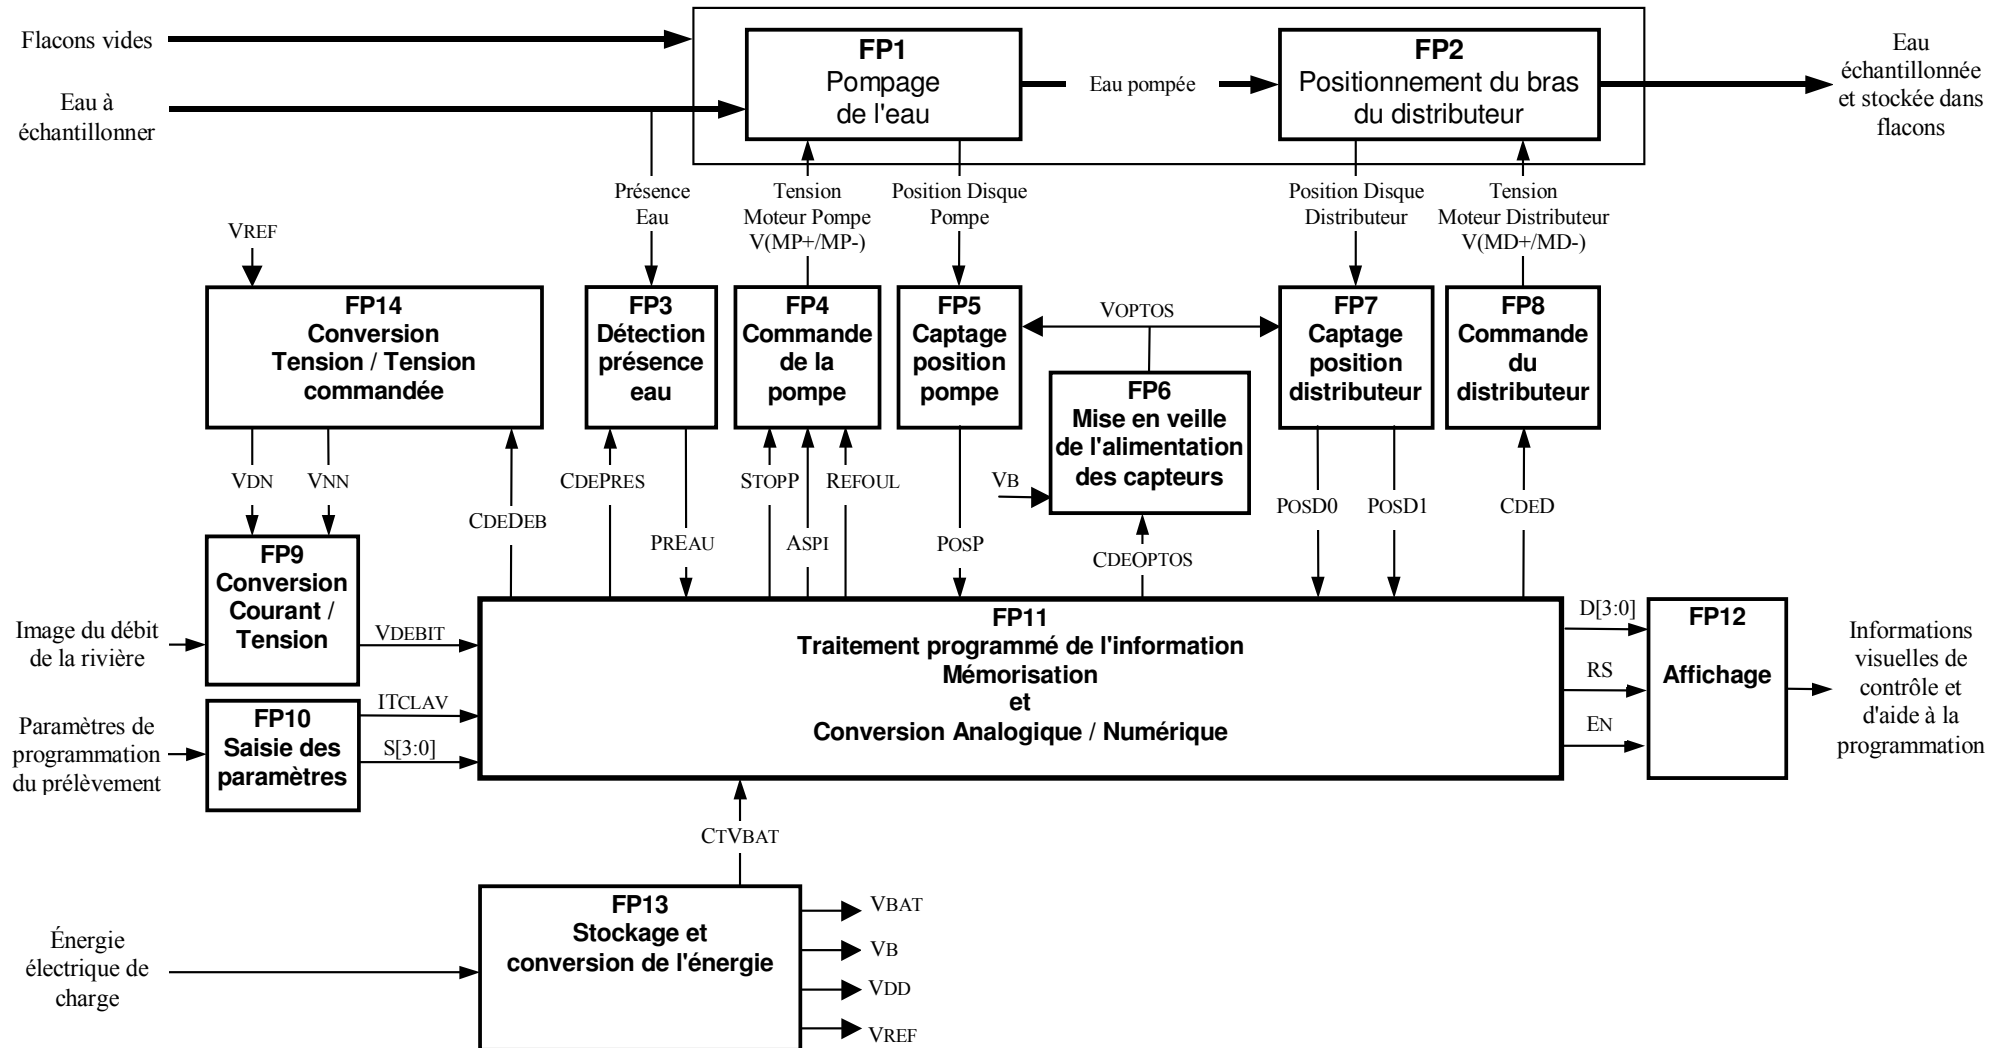 Flacons vides
Eau à
échantillonner
FP1
Pompage
de l'eau
Eau pompée
FP2
Positionnement du bras
du distributeur
Eau
échantillonnée
et stockée dans
flacons
Présence
Eau
Tension
Moteur Pompe
V(MP+/MP-)
Position Disque
Pompe
Position Disque
Distributeur
Tension
Moteur Distributeur
V(MD+/MD-)
VREF
FP14
Conversion
Tension / Tension
commandée
FP3
Détection
présence
eau
FP4
Commande
de la
pompe
FP5
Captage
position
pompe
VOPTOS
FP6
Mise en veille
de l'alimentation
des capteurs
FP7
Captage
position
distributeur
FP8
Commande
du
distributeur
VDN
VNN
CDEDEB
CDEPRES
PREAU
STOPP
ASPI
REFOUL
POSP
VB
CDEOPTOS
POSD0
POSD1
CDED
FP9
Conversion
Courant /
Tension
Image du débit
de la rivière
VDEBIT
FP10
Saisie des
paramètres
Paramètres de
programmation
du prélèvement
ITCLAV
S[3:0]
FP11
Traitement programmé de l'information
Mémorisation
et
Conversion Analogique / Numérique
D[3:0]
RS
EN
FP12
Affichage
Informations
visuelles de
contrôle et
d'aide à la
programmation
CTVBAT
Énergie
électrique de
charge
FP13
Stockage et
conversion de l'énergie
VBAT
VB
VDD
VREF